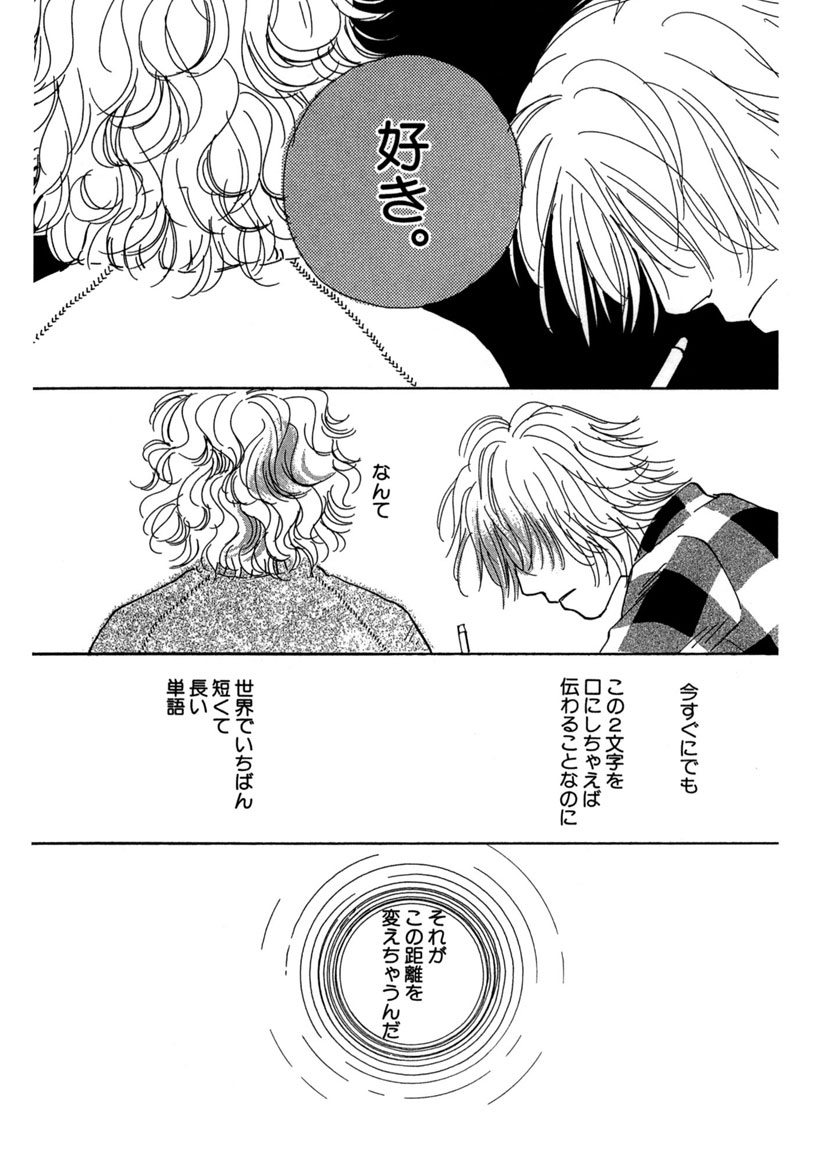 好き。
なんて
今すぐにでも
この2文字を
口にしちゃえば
伝わることなのに
世界でいちばん
短くて
長い
単語
それが
この距離を
変えちゃうんだ